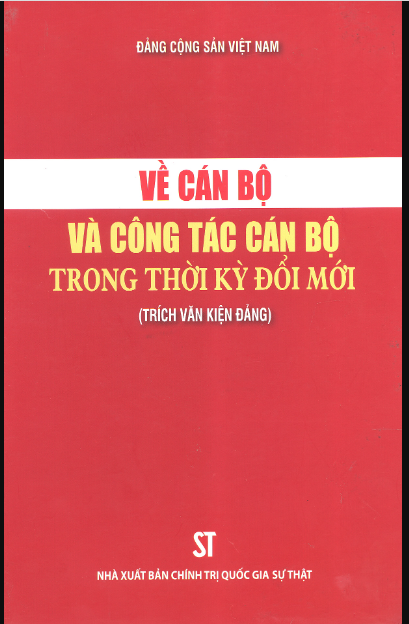 ĐẢNG CỘNG SẢN VIỆT NAM
VỀ CÁN BỘ
VÀ CÔNG TÁC CÁN BỘ
TRONG THỜI KỲ ĐỔI MỚI
(TRÍCH VĂN KIỆN ĐẢNG)
ST
NHÀ XUẤT BẢN CHÍNH TRỊ QUỐC GIA SỰ THẬT